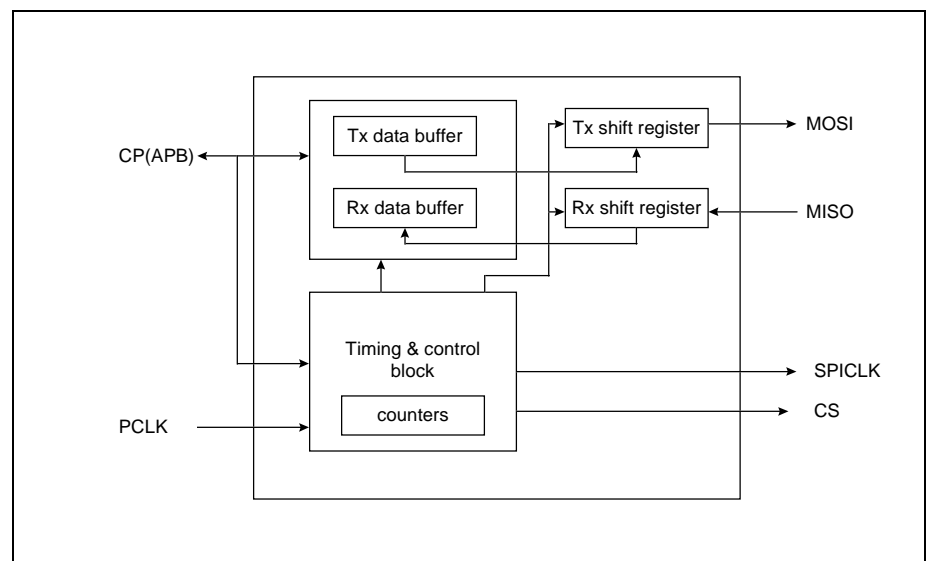 Tx data buffer
Tx shift register
MOSI
CP(APB)
Rx data buffer
Rx shift register
MISO
Timing & control
block
SPICLK
counters
CS
PCLK